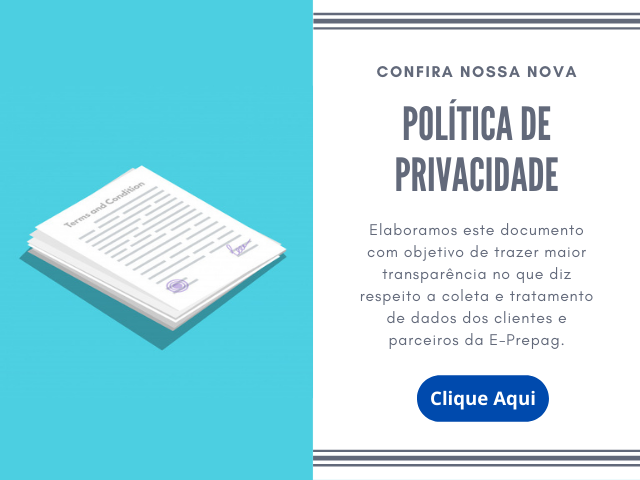 Terms and Condition
CONFIRA NOSSA NOVA
POLÍTICA DE
PRIVACIDADE
Elaboramos este documento
com objetivo de trazer maior
transparência no que diz
respeito a coleta e tratamento
de dados dos clientes e
parceiros da E-Prepag.
Clique Aqui